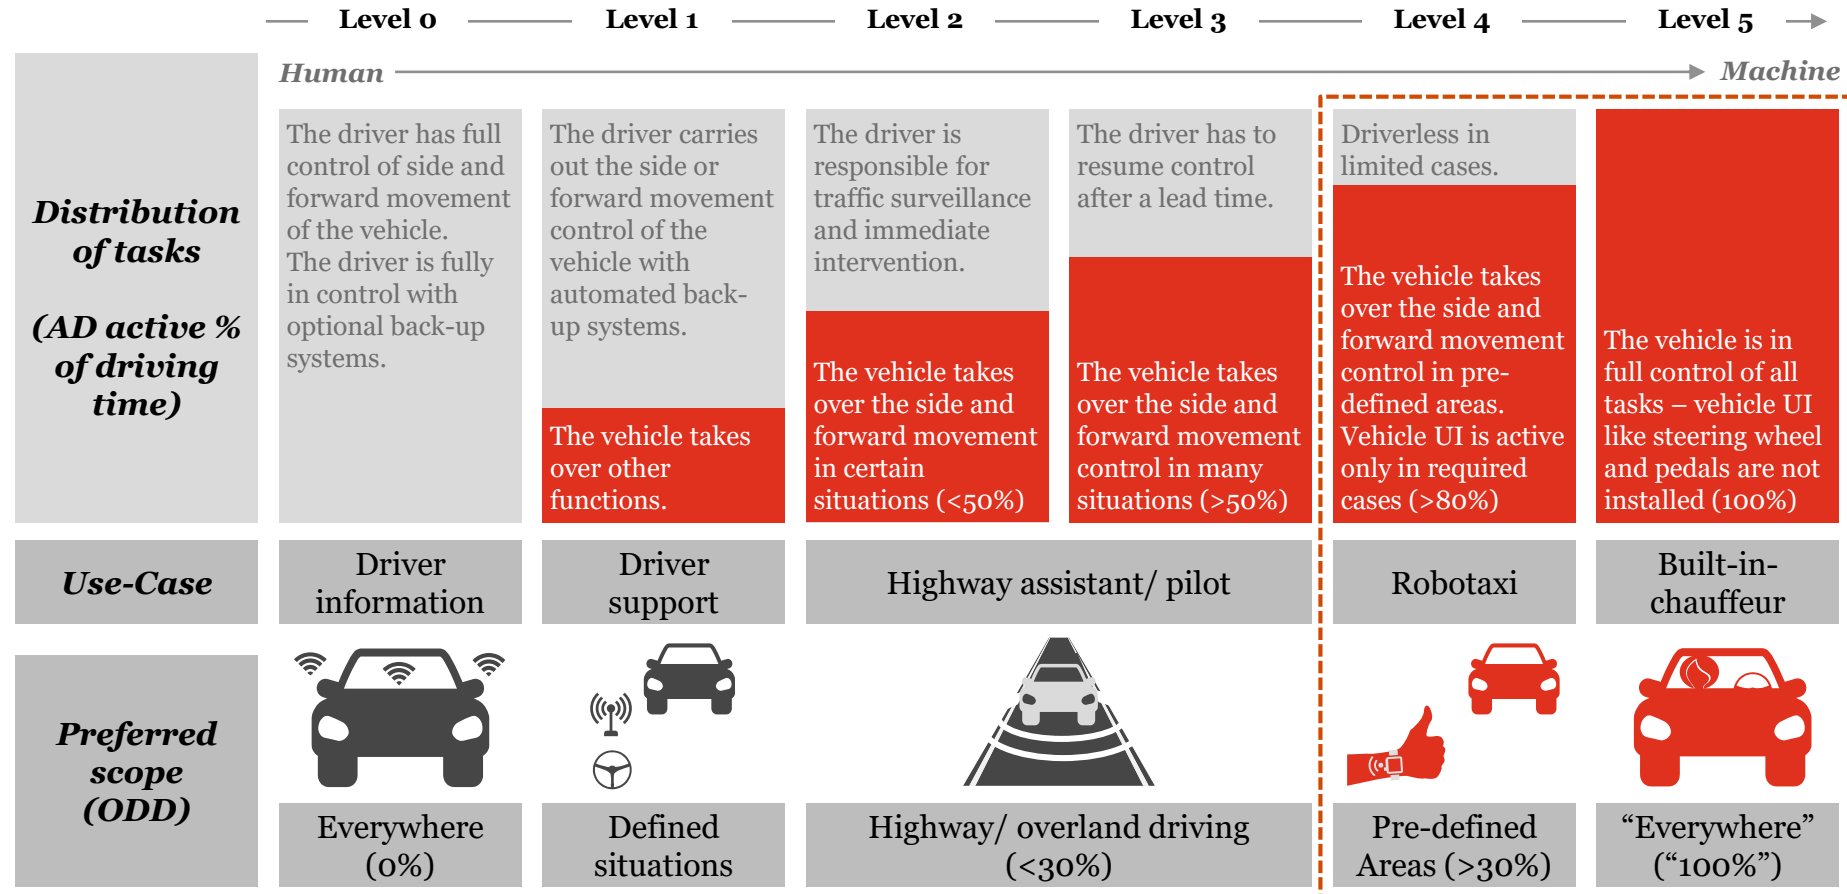 Level 0
Level 1
Level 2
Level 3
Level 4
Level 5
Human
Machine
Distribution
of tasks
(AD active %
of driving
time)
The driver has full
control of side and
forward movement
of the vehicle.
The driver is fully
in control with
optional back-up
systems.
The driver carries
out the side or
forward movement
control of the
vehicle with
automated back-
up systems.
The vehicle takes
over other
functions.
The driver is
responsible for
traffic surveillance
and immediate
intervention.
The vehicle takes
over the side and
forward movement
in certain
situations (<50%)
The driver has to
resume control
after a lead time.
The vehicle takes
over the side and
forward movement
control in many
situations (>50%)
Driverless in
limited cases.
The vehicle takes
over the side and
forward movement
control in pre-
defined areas.
Vehicle UI is active
only in required
cases (>80%)
The vehicle is in
full control of all
tasks – vehicle UI
like steering wheel
and pedals are not
installed (100%)
Use-Case
Driver
information
Driver
support
Highway assistant/ pilot
Robotaxi
Built-in-
chauffeur
Preferred
scope
(ODD)
Everywhere
(0%)
Defined
situations
Highway/ overland driving
(<30%)
Pre-defined
Areas (>30%)
“Everywhere”
(“100%”)